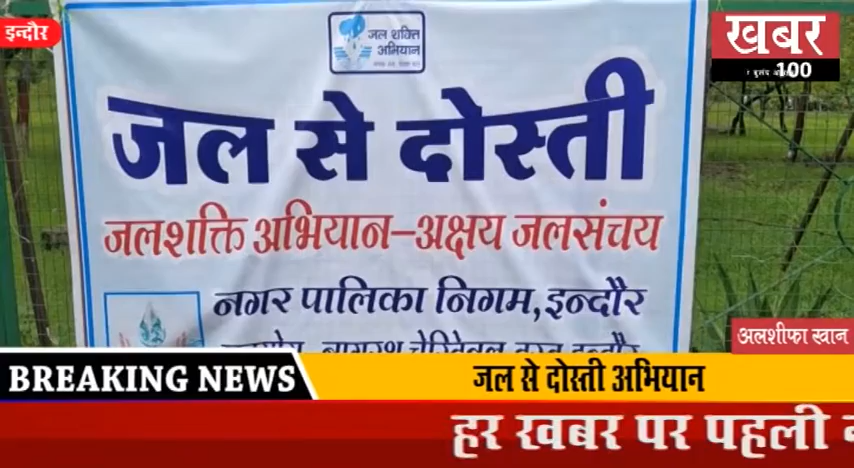 इन्दौर
खबर
100
जल शक्ति
अभियान
जल से दोस्ती
जलशक्ति अभियान–अक्षय जलसंचय
नगर पालिका निगम,इन्दौर
अलशीफा खान
BREAKING NEWS
जल से दोस्ती अभियान
हर खबर पर पहली